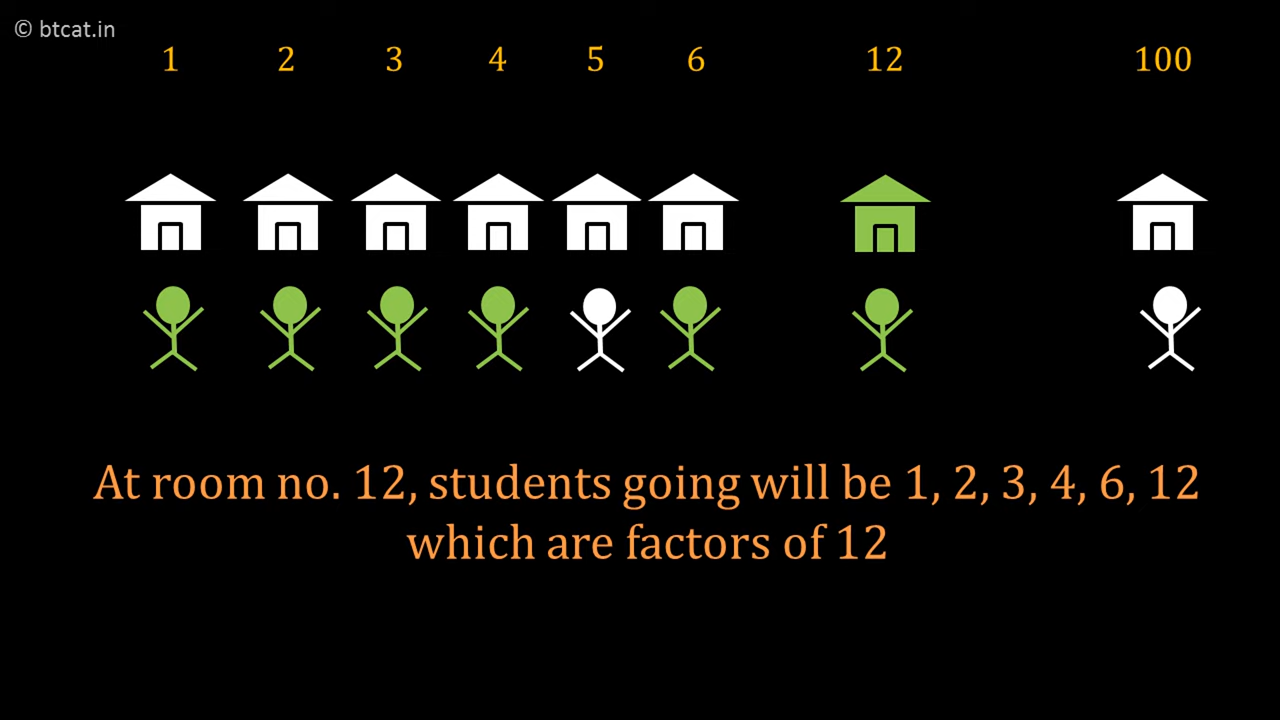 © btcat.in
1 2 3 4 5 6 12 100
At room no. 12, students going will be 1, 2, 3, 4, 6, 12
which are factors of 12